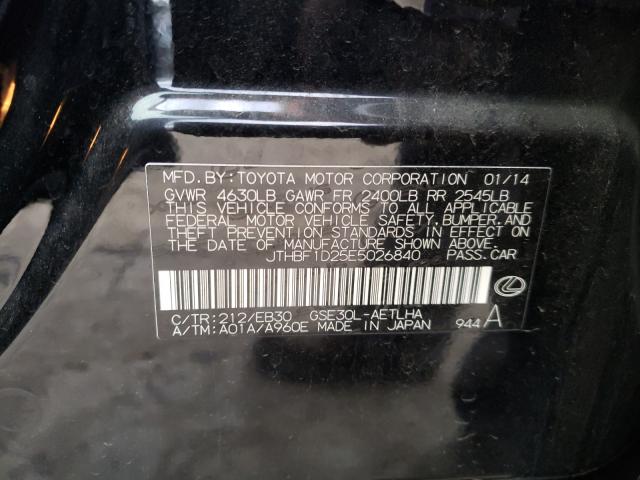 MFD. BY: TOYOTA MOTOR CORPORATION 01/14
GVWR 4630LB GAWR FR 2400LB RR 2545LB
THIS VEHICLE CONFORMS TO ALL APPLICABLE
FEDERAL MOTOR VEHICLE SAFETY, BUMPER, AND
THEFT PREVENTION STANDARDS IN EFFECT ON
THE DATE OF MANUFACTURE SHOWN ABOVE.
JTHBF1D25E5026840 PASS. CAR
C/TR: 212/EB30 GSE30L-AETLHA
A/TM: A01A/A960E MADE IN JAPAN 944 A